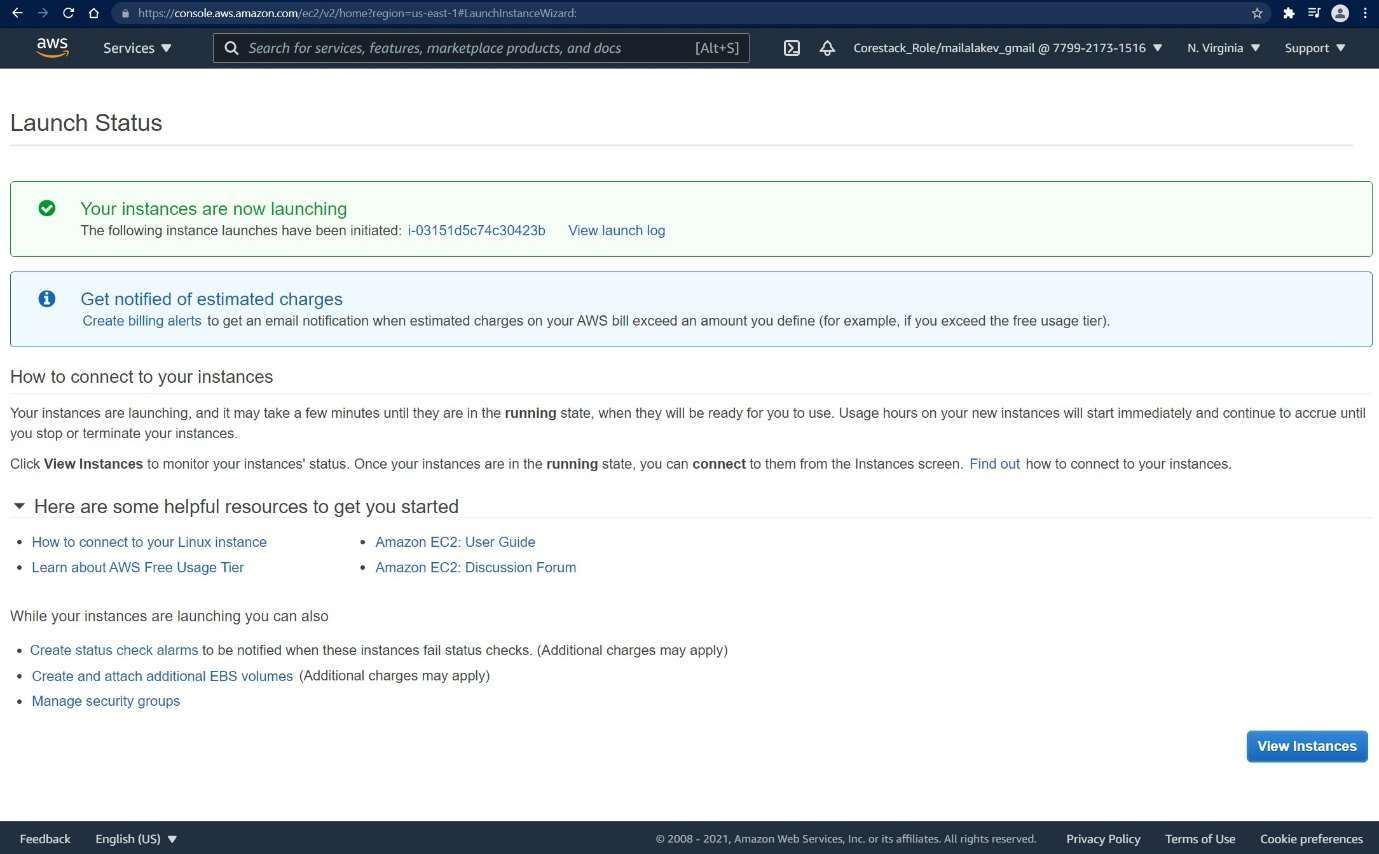 https://console.aws.amazon.com/ec2/v2/home?region=us-east-1#LaunchInstanceWizard:
aws Services Search for services, features, marketplace products, and docs [Alt+S] Corestack_Role/mailalakev_gmail @ 7799-2173-1516 N. Virginia Support
Launch Status
Your instances are now launching
The following instance launches have been initiated: i-03151d5c74c30423b View launch log
Get notified of estimated charges
Create billing alerts to get an email notification when estimated charges on your AWS bill exceed an amount you define (for example, if you exceed the free usage tier).
How to connect to your instances
Your instances are launching, and it may take a few minutes until they are in the running state, when they will be ready for you to use. Usage hours on your new instances will start immediately and continue to accrue until
you stop or terminate your instances.
Click View Instances to monitor your instances' status. Once your instances are in the running state, you can connect to them from the Instances screen. Find out how to connect to your instances.
Here are some helpful resources to get you started
• How to connect to your Linux instance
• Learn about AWS Free Usage Tier
• Amazon EC2: User Guide
• Amazon EC2: Discussion Forum
While your instances are launching you can also
• Create status check alarms to be notified when these instances fail status checks. (Additional charges may apply)
• Create and attach additional EBS volumes (Additional charges may apply)
• Manage security groups
View Instances
Feedback English (US) © 2008 - 2021, Amazon Web Services, Inc. or its affiliates. All rights reserved. Privacy Policy Terms of Use Cookie preferences